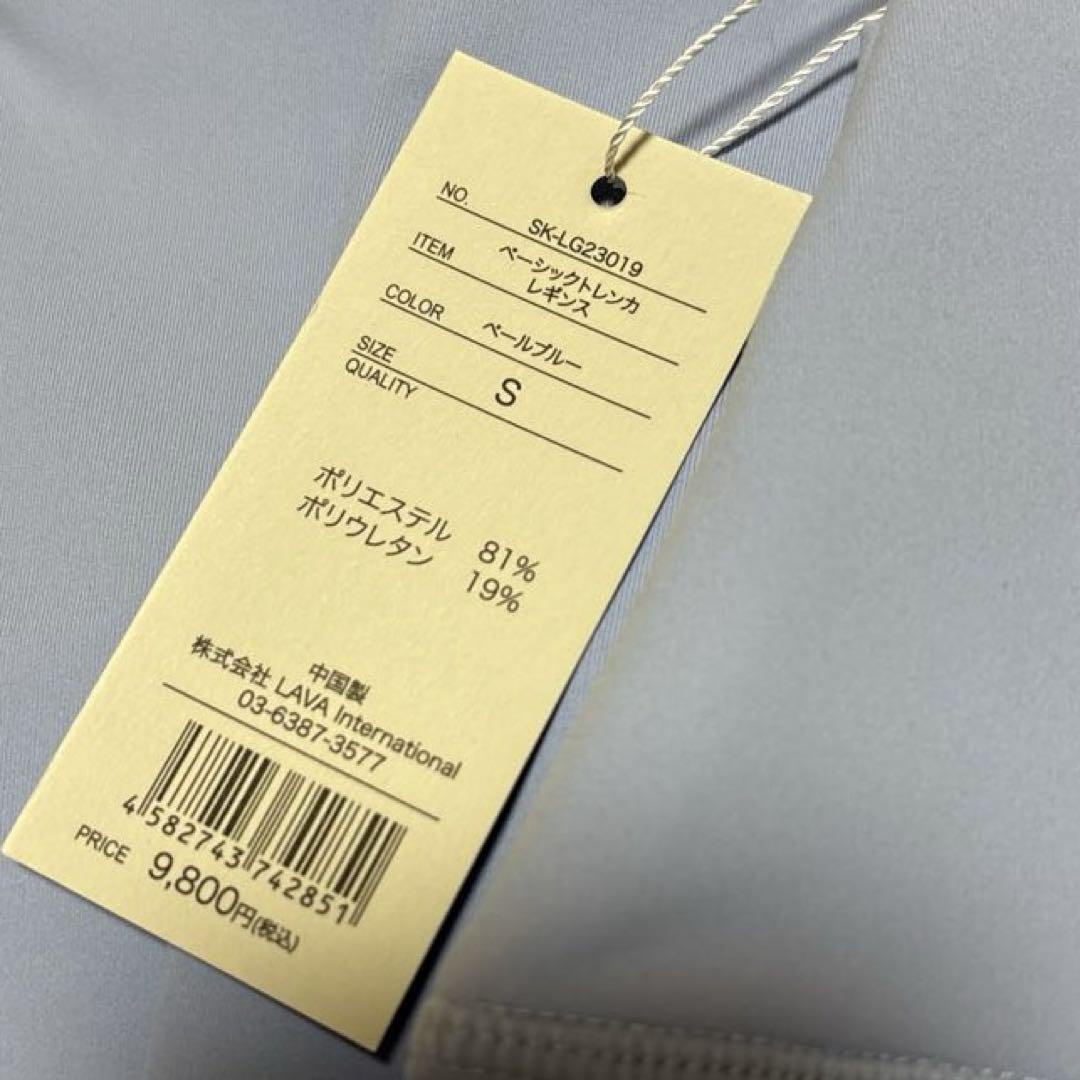 NO. SK-LG23019
ITEM ベーシックトレンカ
レギンス
COLOR ペールブルー
SIZE S
QUALITY
ポリエステル 81%
ポリウレタン 19%
中国製
株式会社 LAVA International
03-6387-3577
4 582743 742851
PRICE 9,800円(税込)